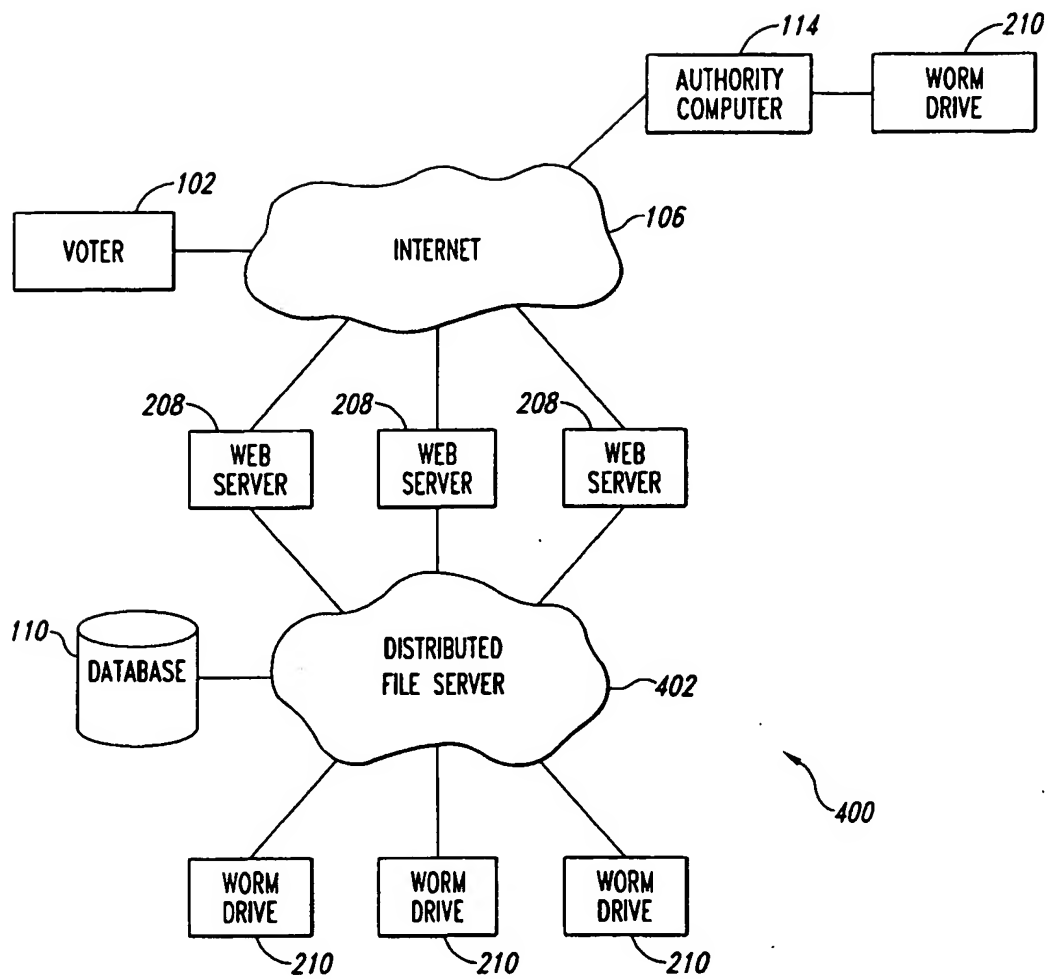 114
210
AUTHORITY
COMPUTER
WORM
DRIVE
102
VOTER
INTERNET
106
208
208
208
WEB
SERVER
WEB
SERVER
WEB
SERVER
110
DATABASE
DISTRIBUTED
FILE SERVER
402
400
WORM
DRIVE
WORM
DRIVE
WORM
DRIVE
210
210
210